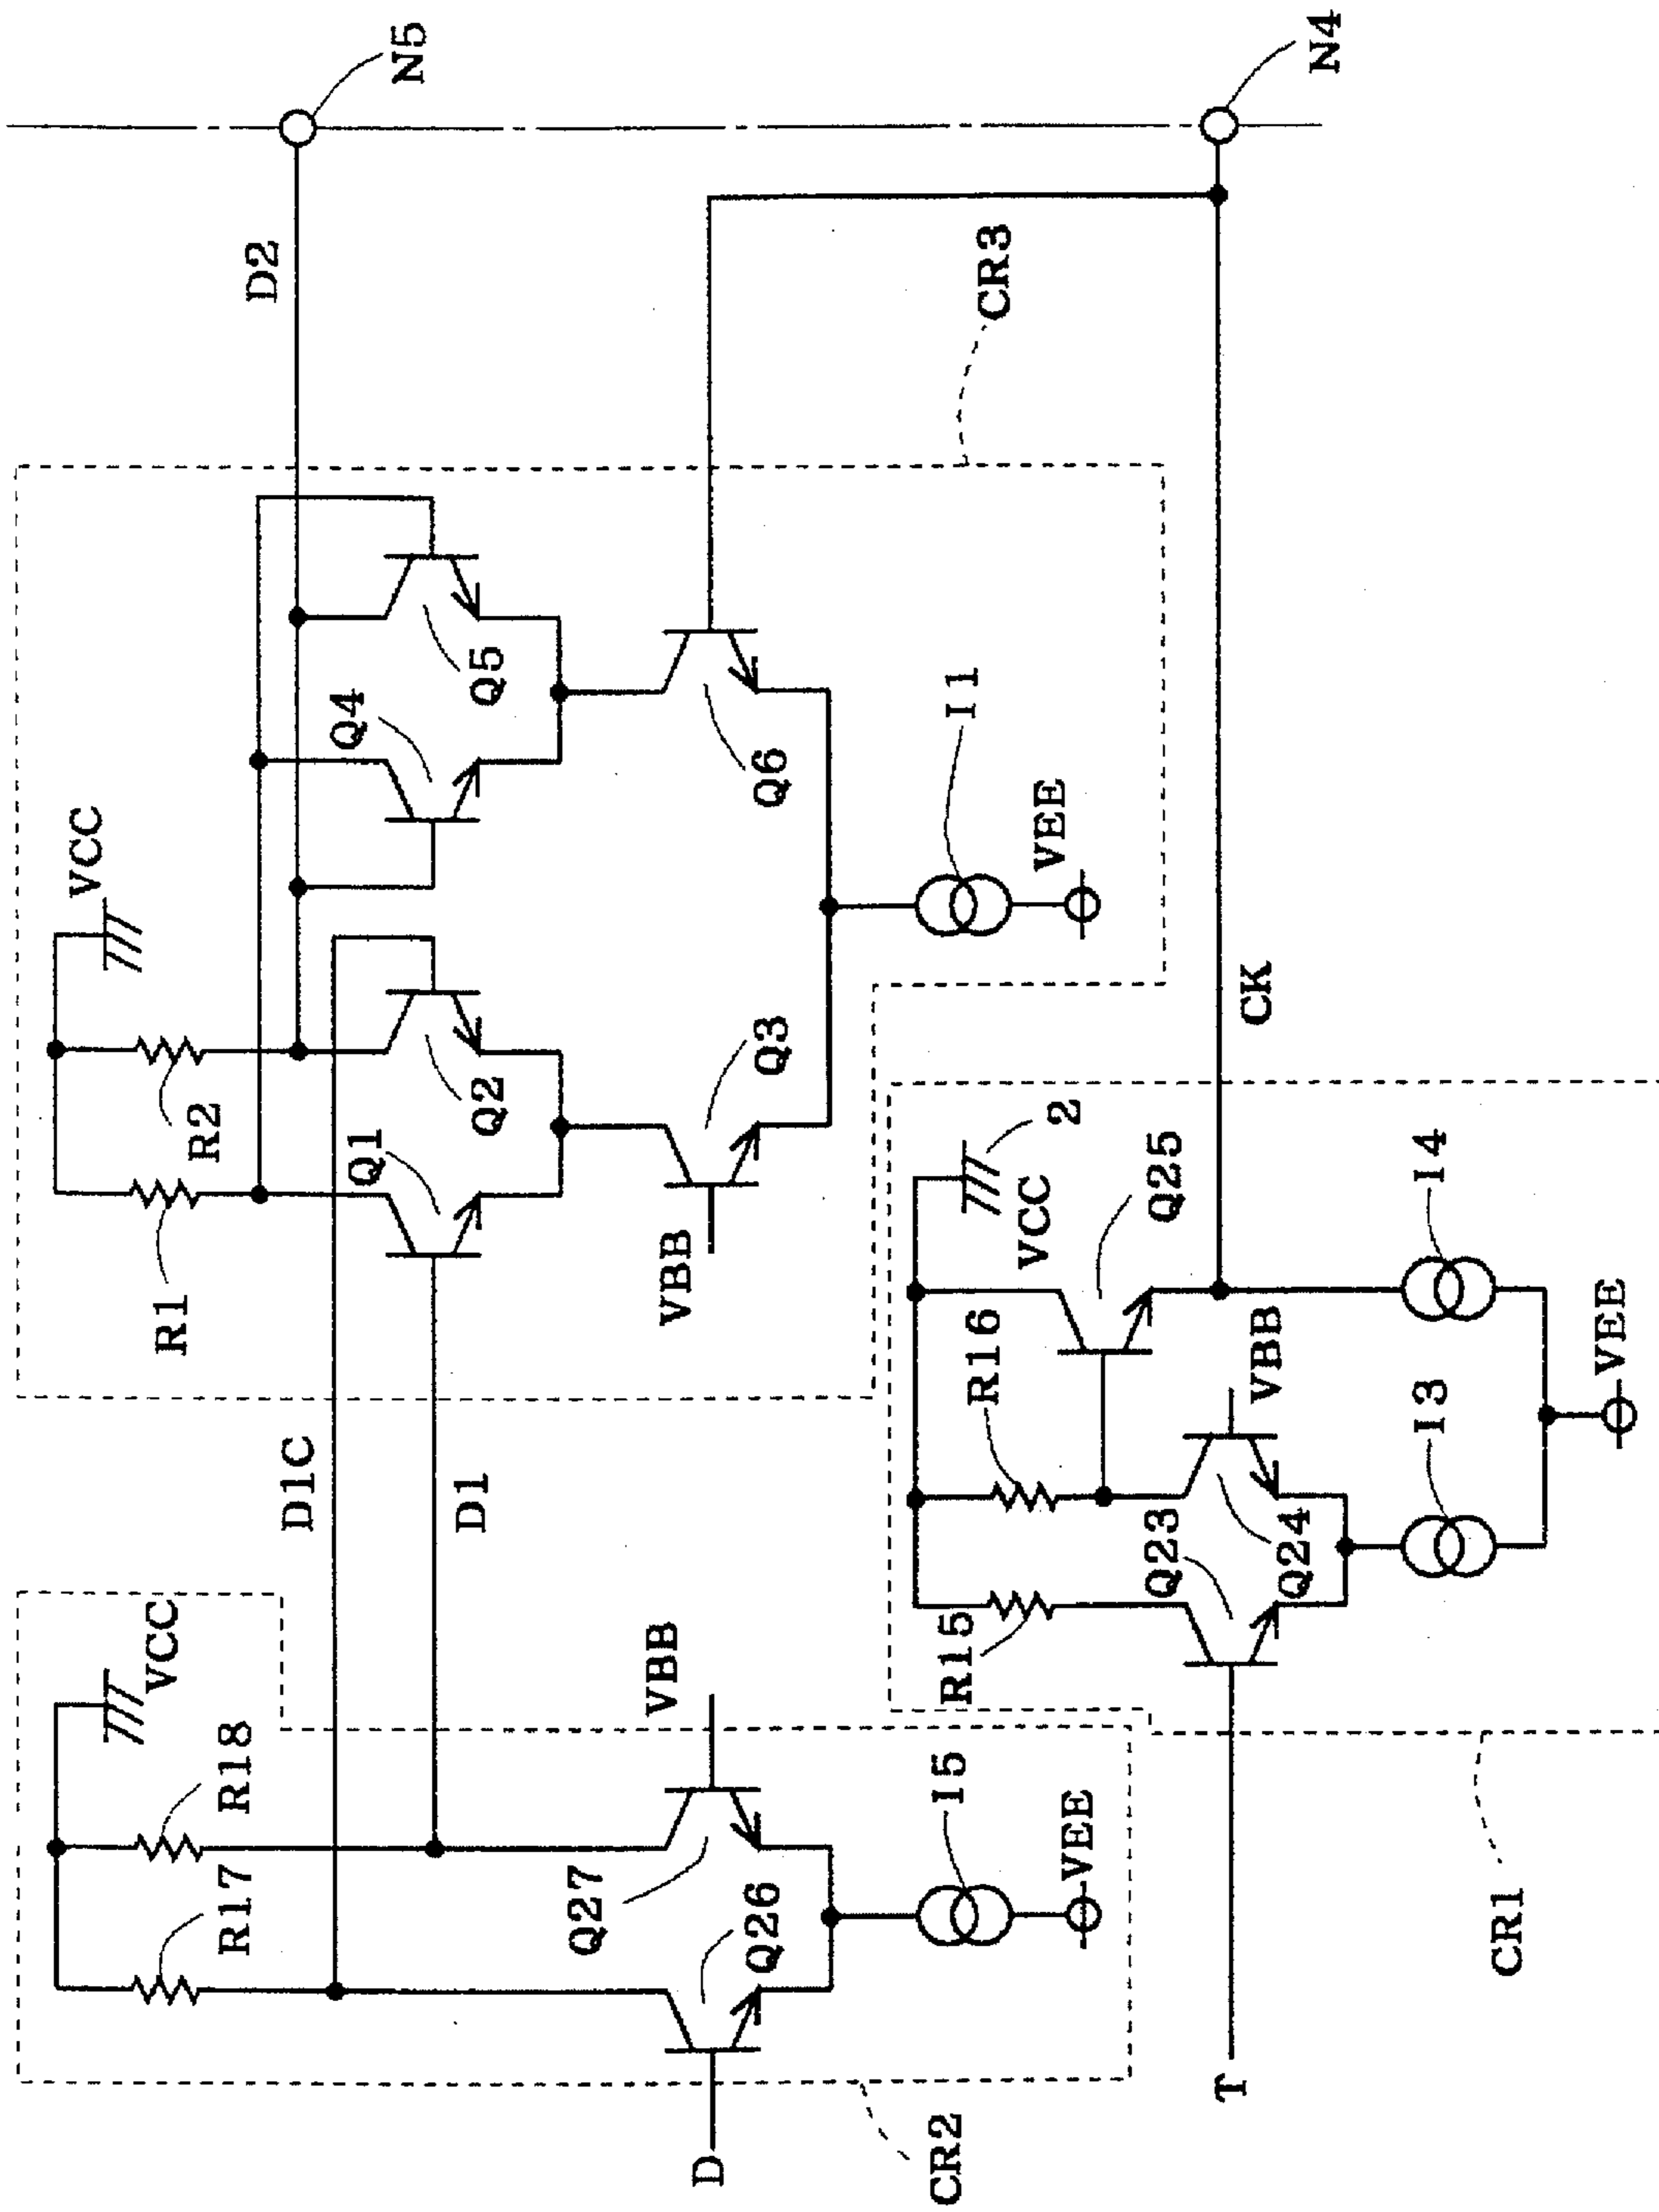 N5
N4
D2
CR3
VCC
Q4
Q5
Q6
I1
VEE
R2
R1
Q1
Q2
Q3
VBB
CK
D1C
D1
2
VCC
Q25
R16
VBB
I4
I3
VEE
R15
Q23
Q24
VCC
R18
R17
VBB
Q27
Q26
I5
VEE
D
CR2
T
CR1